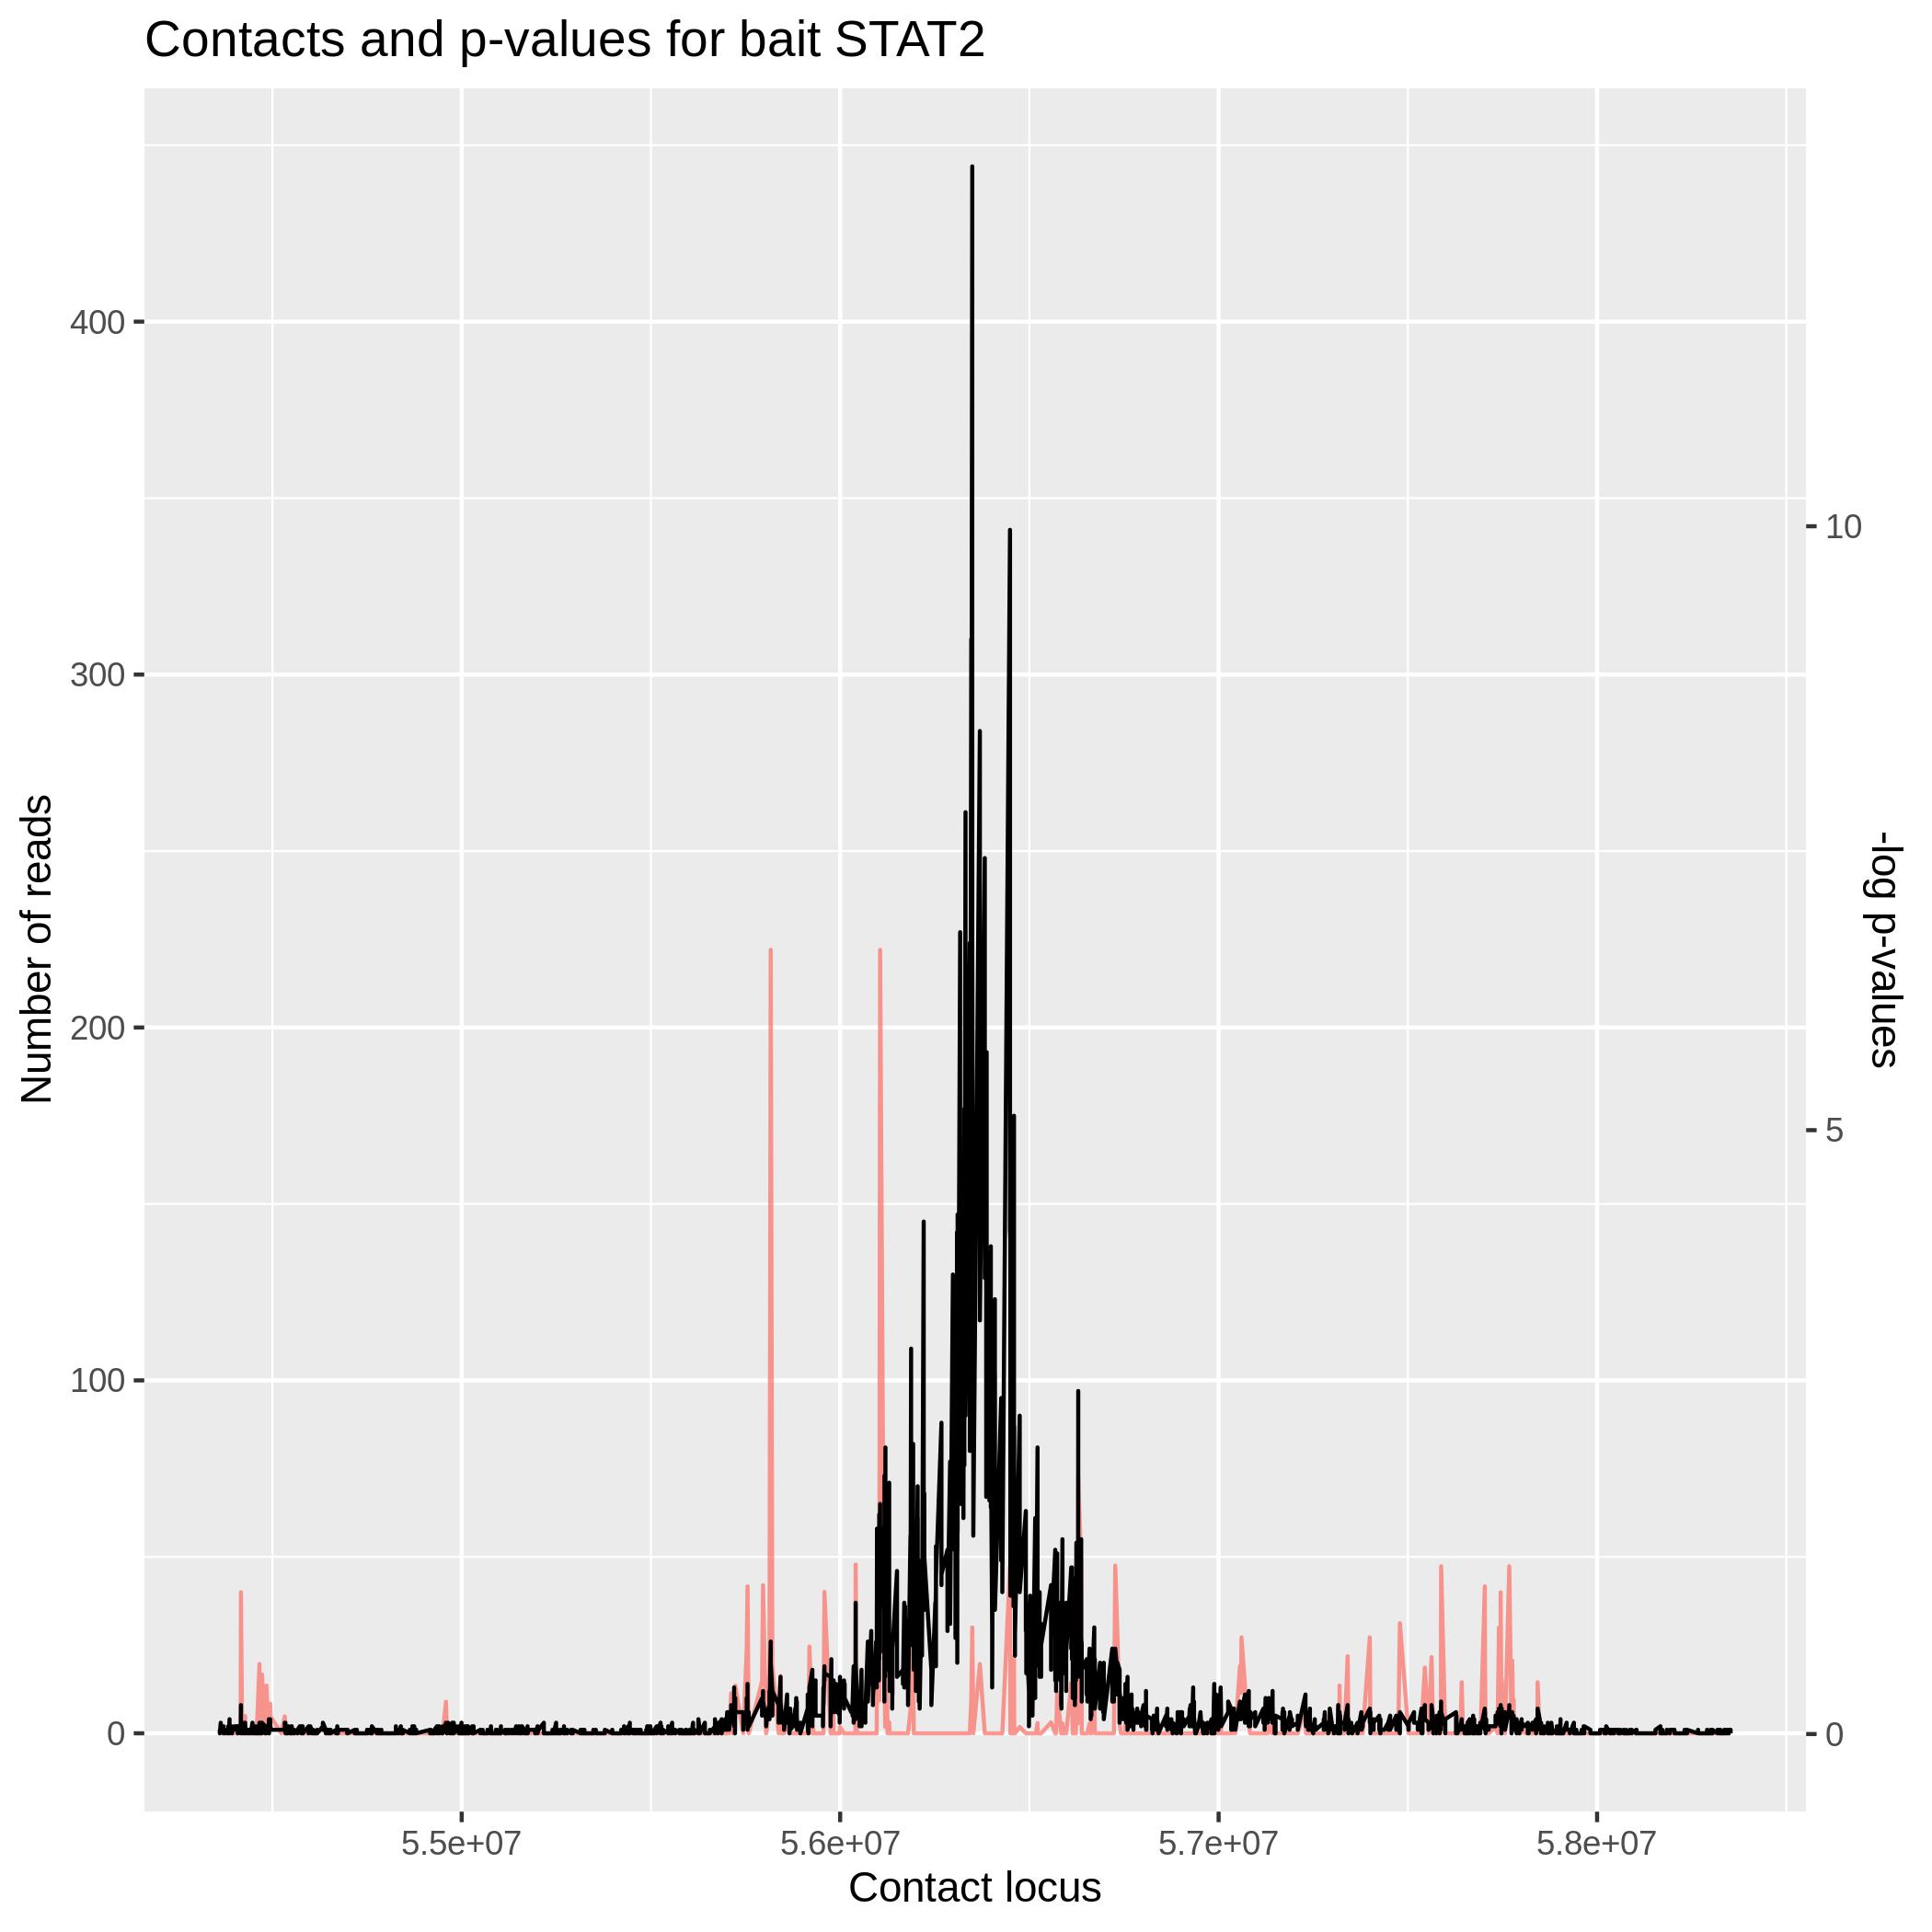 Contacts and p-values for bait STAT2
Number of reads
400
300
200
100
0
10
5
0
-log p-values
5.5e+07
5.6e+07
5.7e+07
5.8e+07
Contact locus